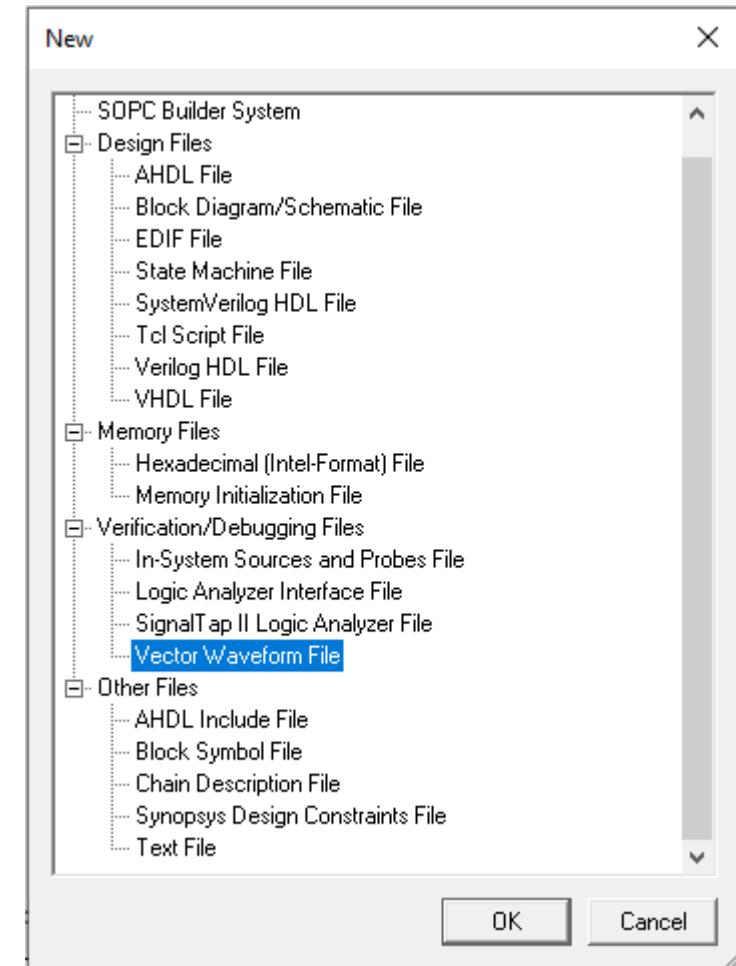 New
SOPC Builder System
Design Files
AHDL File
Block Diagram/Schematic File
EDIF File
State Machine File
SystemVerilog HDL File
Tcl Script File
Verilog HDL File
VHDL File
Memory Files
Hexadecimal (Intel-Format) File
Memory Initialization File
Verification/Debugging Files
In-System Sources and Probes File
Logic Analyzer Interface File
SignalTap II Logic Analyzer File
Vector Waveform File
Other Files
AHDL Include File
Block Symbol File
Chain Description File
Synopsys Design Constraints File
Text File
OK Cancel